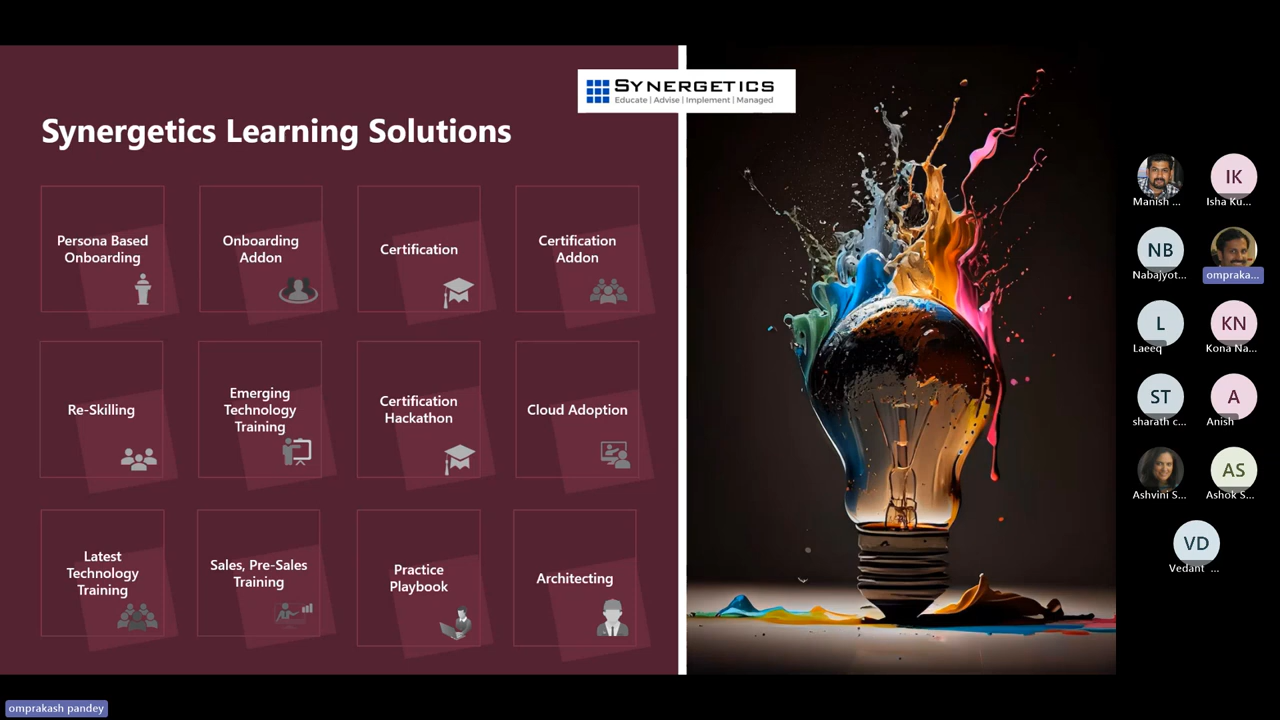 SYNERGETICS
Educate | Advise | Implement | Managed
Synergetics Learning Solutions
Persona Based
Onboarding
Onboarding
Addon
Certification
Certification
Addon
Re-Skilling
Emerging
Technology
Training
Certification
Hackathon
Cloud Adoption
Latest
Technology
Training
Sales, Pre-Sales
Training
Practice
Playbook
Architecting
Manish ...
IK
Isha Ku...
NB
Nabajyot...
ompraka...
L
Laeeq
KN
Kona Na...
ST
sharath c...
A
Anish
Ashvini S...
AS
Ashok S...
VD
Vedant ...
omprakash pandey